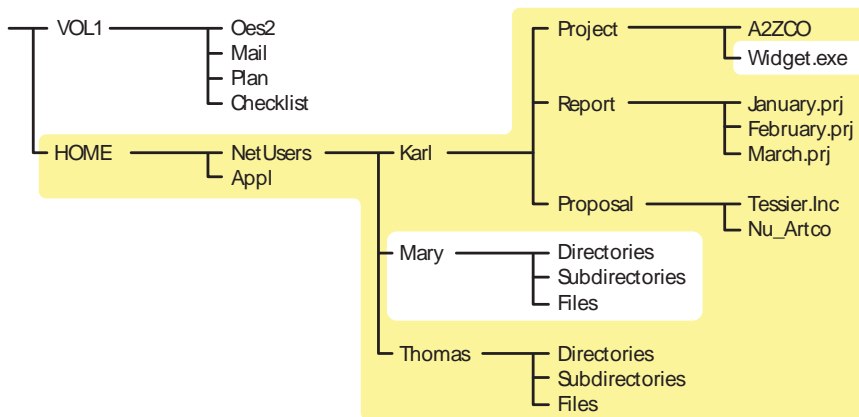 VOL1
Oes2
Mail
Plan
Checklist
HOME
NetUsers
Appl
Karl
Project
A2ZCO
Widget.exe
Report
January.prj
February.prj
March.prj
Proposal
Tessier.Inc
Nu_Artco
Mary
Directories
Subdirectories
Files
Thomas
Directories
Subdirectories
Files